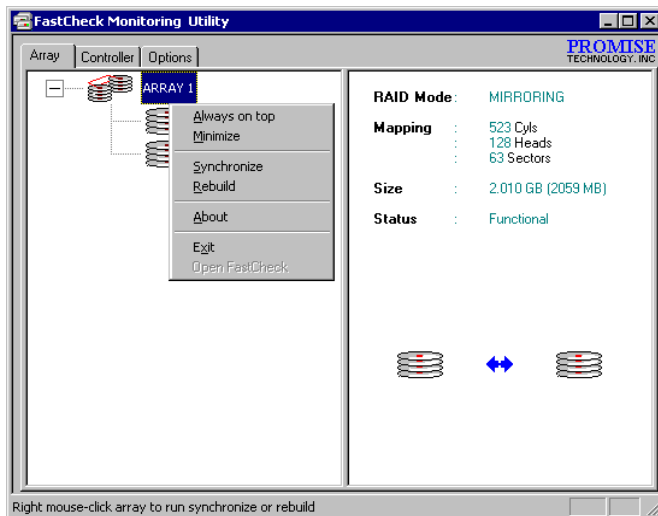 FastCheck Monitoring Utility
Array Controller Options
PROMISE
TECHNOLOGY, INC
ARRAY 1
Always on top
Minimize
Synchronize
Rebuild
About
Exit
Open FastCheck
RAID Mode : MIRRORING
Mapping : 523 Cyls
: 128 Heads
: 63 Sectors
Size : 2.010 GB (2059 MB)
Status : Functional
Right mouse-click array to run synchronize or rebuild